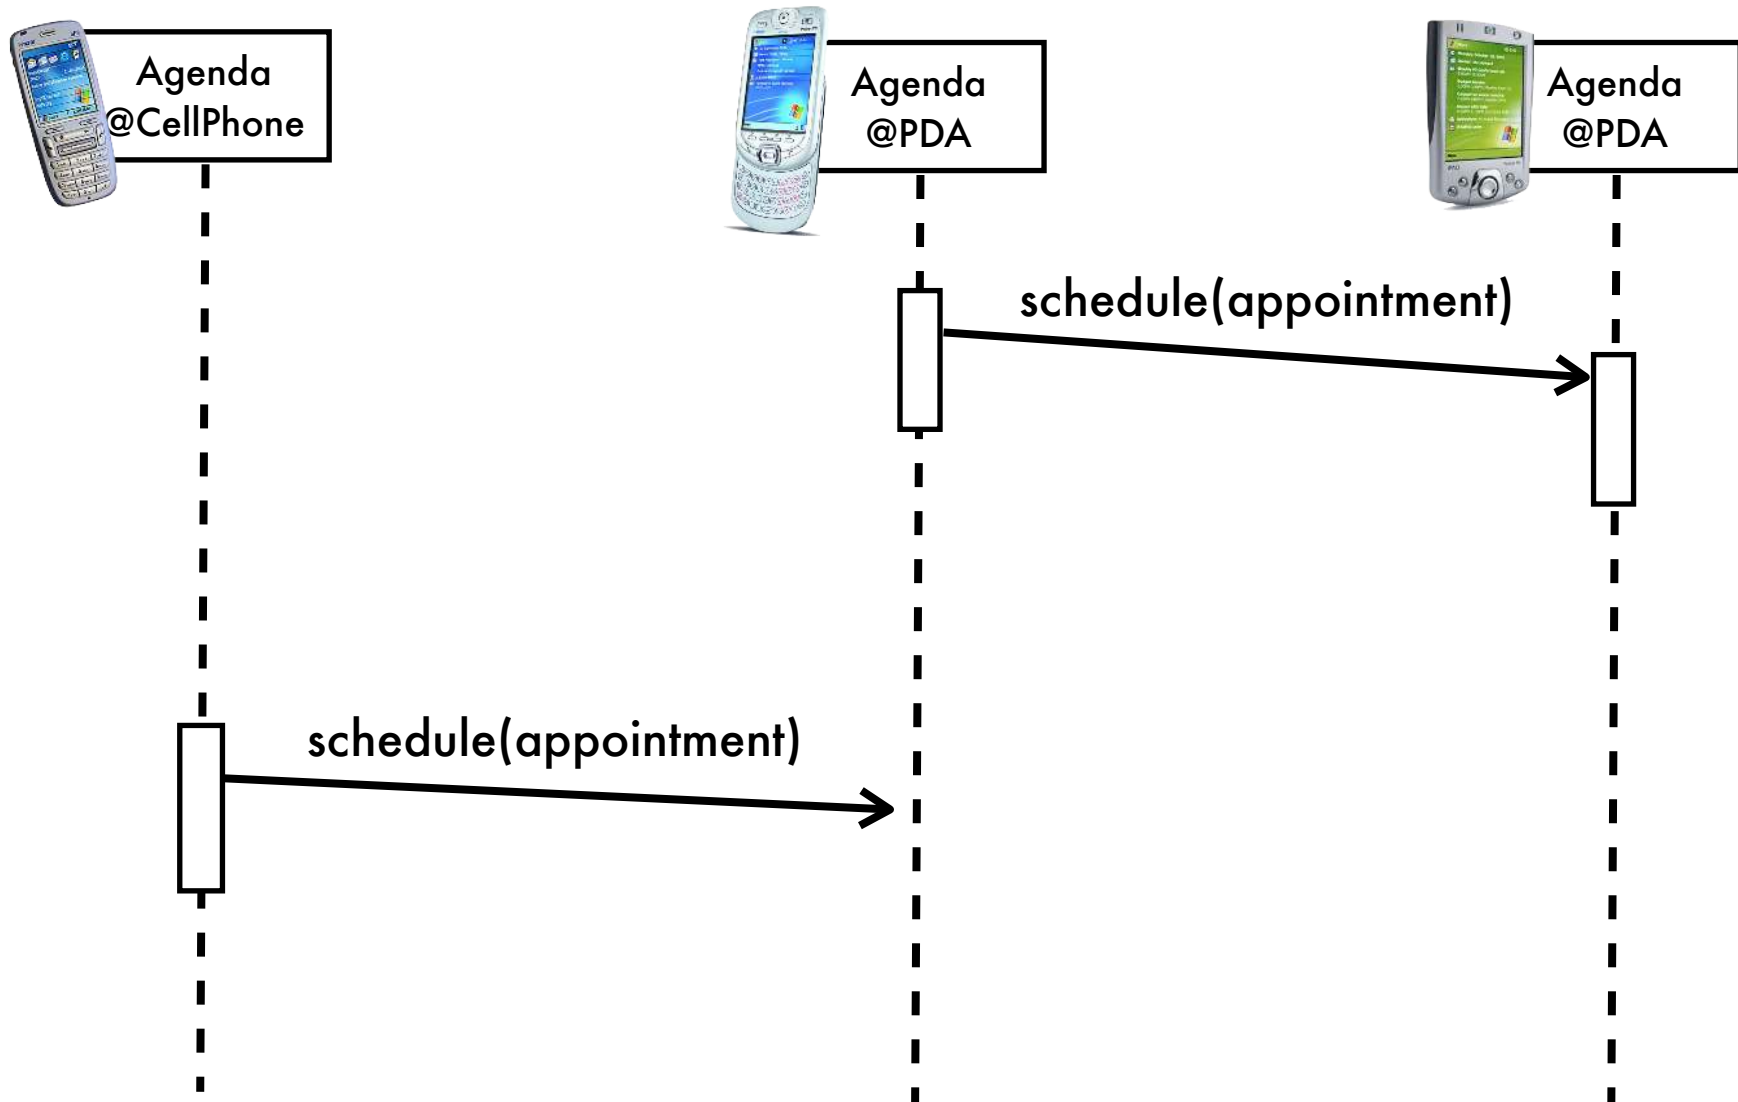 Agenda
@CellPhone
Agenda
@PDA
Agenda
@PDA
schedule(appointment)
schedule(appointment)